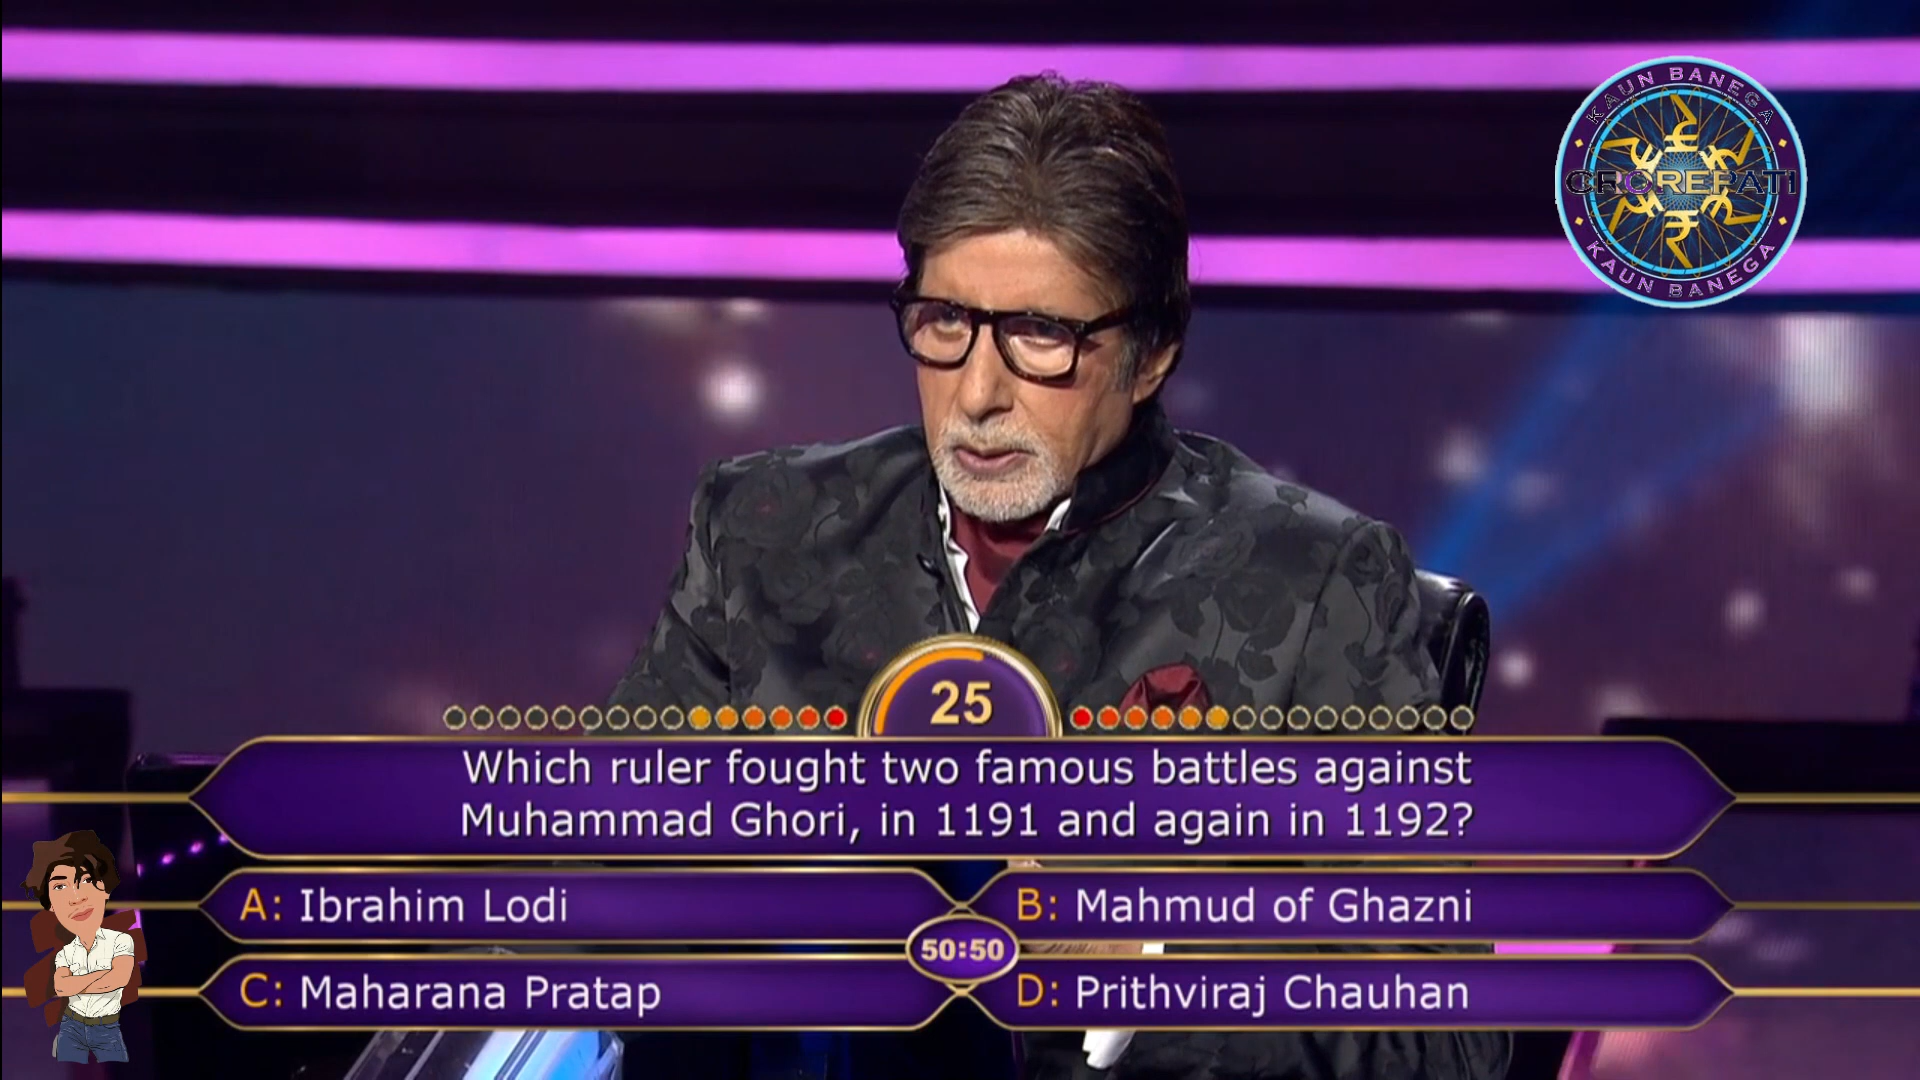 KAUN BANEGA
CROREPATI
KAUN BANEGA
25
Which ruler fought two famous battles against
Muhammad Ghori, in 1191 and again in 1192?
A: Ibrahim Lodi
B: Mahmud of Ghazni
50:50
C: Maharana Pratap
D: Prithviraj Chauhan